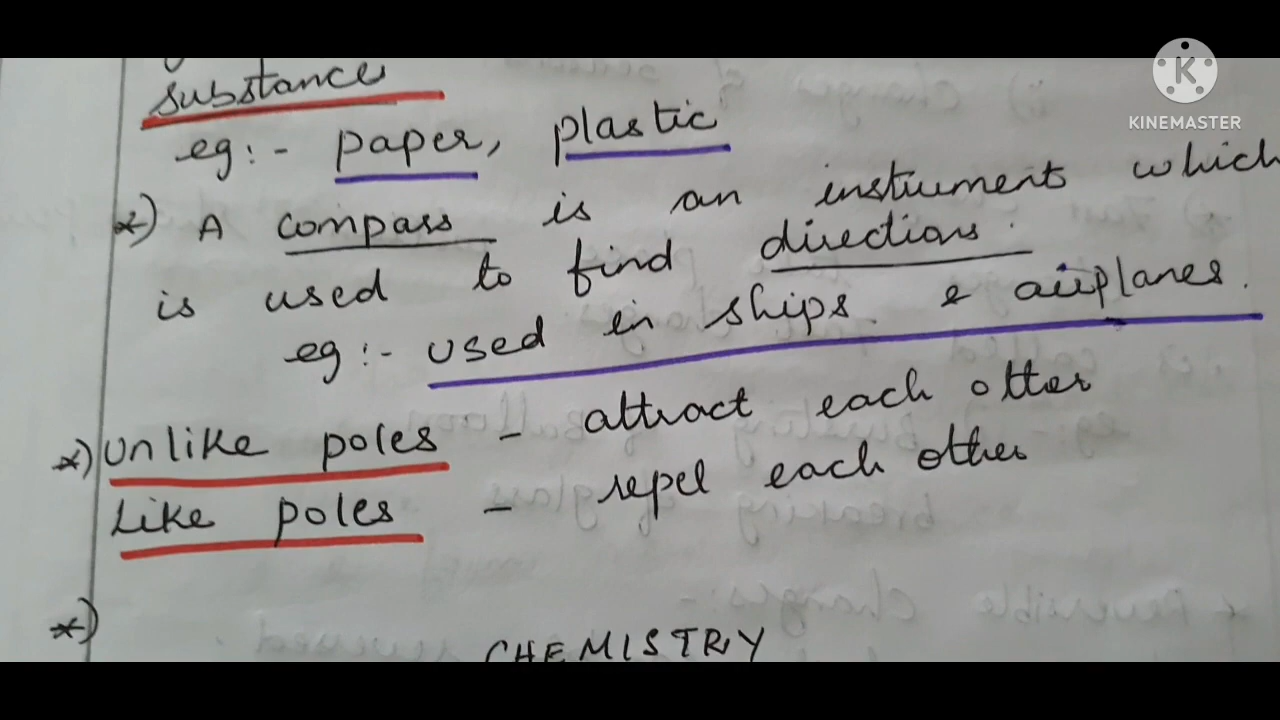 substance
eg:- paper, plastic
*) A compass is an instrument which
is used to find directions.
eg:- used in ships & airplanes.
*) Unlike poles - attract each otter
Like poles - repel each other
*)
CHEMISTRY
K
KINEMASTER